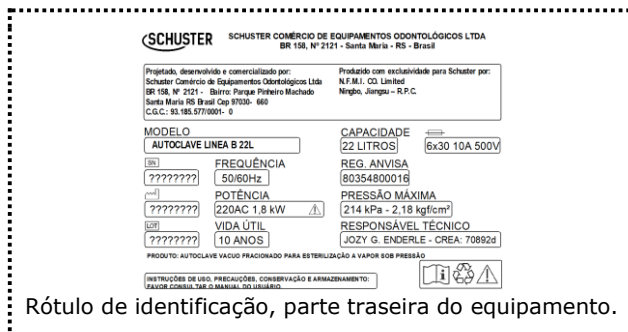 SCHUSTER
SCHUSTER COMÉRCIO DE EQUIPAMENTOS ODONTOLÓGICOS LTDA
BR 158, Nº 2121 - Santa Maria - RS - Brasil
Projetado, desenvolvido e comercializado por:
Schuster Comércio de Equipamentos Odontológicos Ltda
BR 158, Nº 2121 - Bairro: Parque Pinheiro Machado
Santa Maria RS Brasil Cep 97030- 660
C.G.C.: 93.185.577/0001- 0
Produzido com exclusividade para Schuster por:
N.F.M.I. CO. Limited
Ningbo, Jiangsu – R.P.C.
MODELO
AUTOCLAVE LINEA B 22L
CAPACIDADE
22 LITROS
6x30 10A 500V
SN
????????
FREQUÊNCIA
50/60Hz
REG. ANVISA
80354800016
????????
POTÊNCIA
220AC 1,8 kW
PRESSÃO MÁXIMA
214 kPa - 2,18 kgf/cm²
LOT
????????
VIDA ÚTIL
10 ANOS
RESPONSÁVEL TÉCNICO
JOZY G. ENDERLE - CREA: 70892d
PRODUTO: AUTOCLAVE VACUO FRACIONADO PARA ESTERILIZAÇÃO A VAPOR SOB PRESSÃO
INSTRUÇÕES DE USO, PRECAUÇÕES, CONSERVAÇÃO E ARMAZENAMENTO:
FAVOR CONSULTAR O MANUAL DO USUÁRIO.
Rótulo de identificação, parte traseira do equipamento.